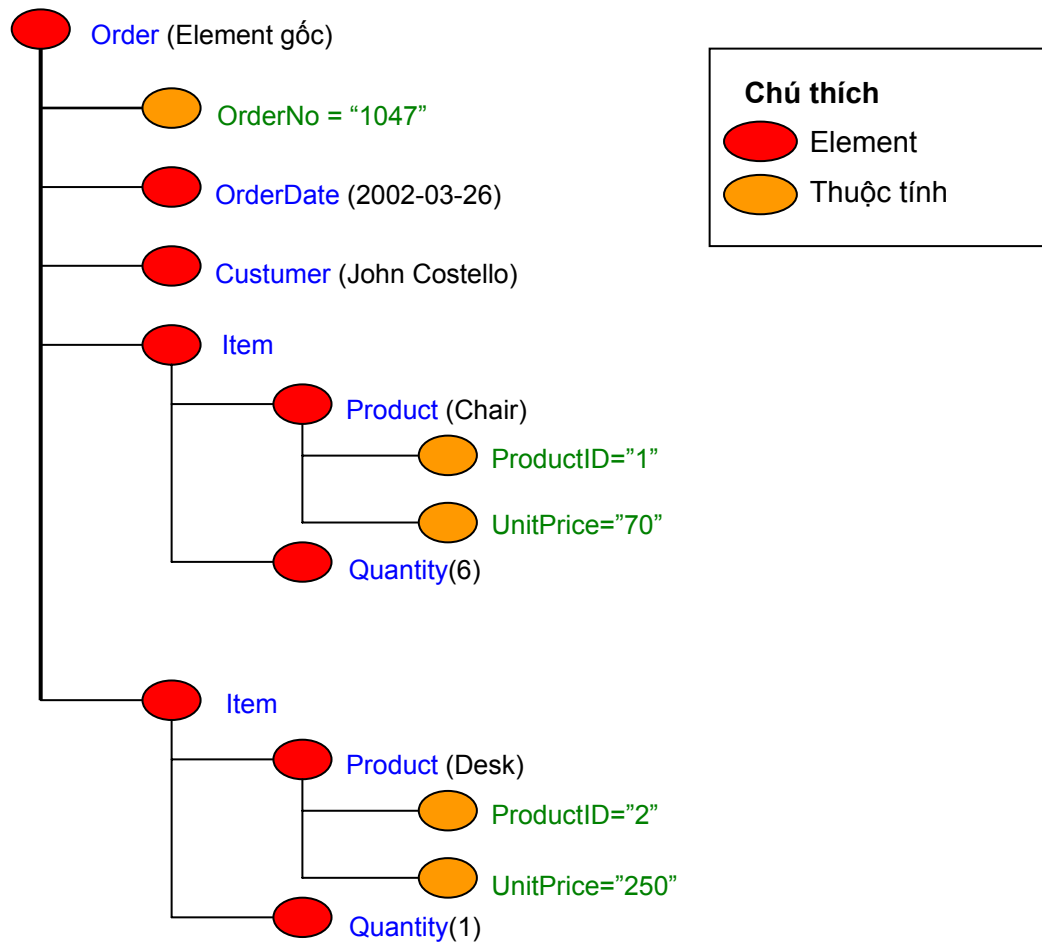 Order (Element gốc)
OrderNo = “1047”
OrderDate (2002-03-26)
Custumer (John Costello)
Item
Product (Chair)
ProductID=”1”
UnitPrice=”70”
Quantity(6)
Item
Product (Desk)
ProductID=”2”
UnitPrice=”250”
Quantity(1)
Chú thích
Element
Thuộc tính